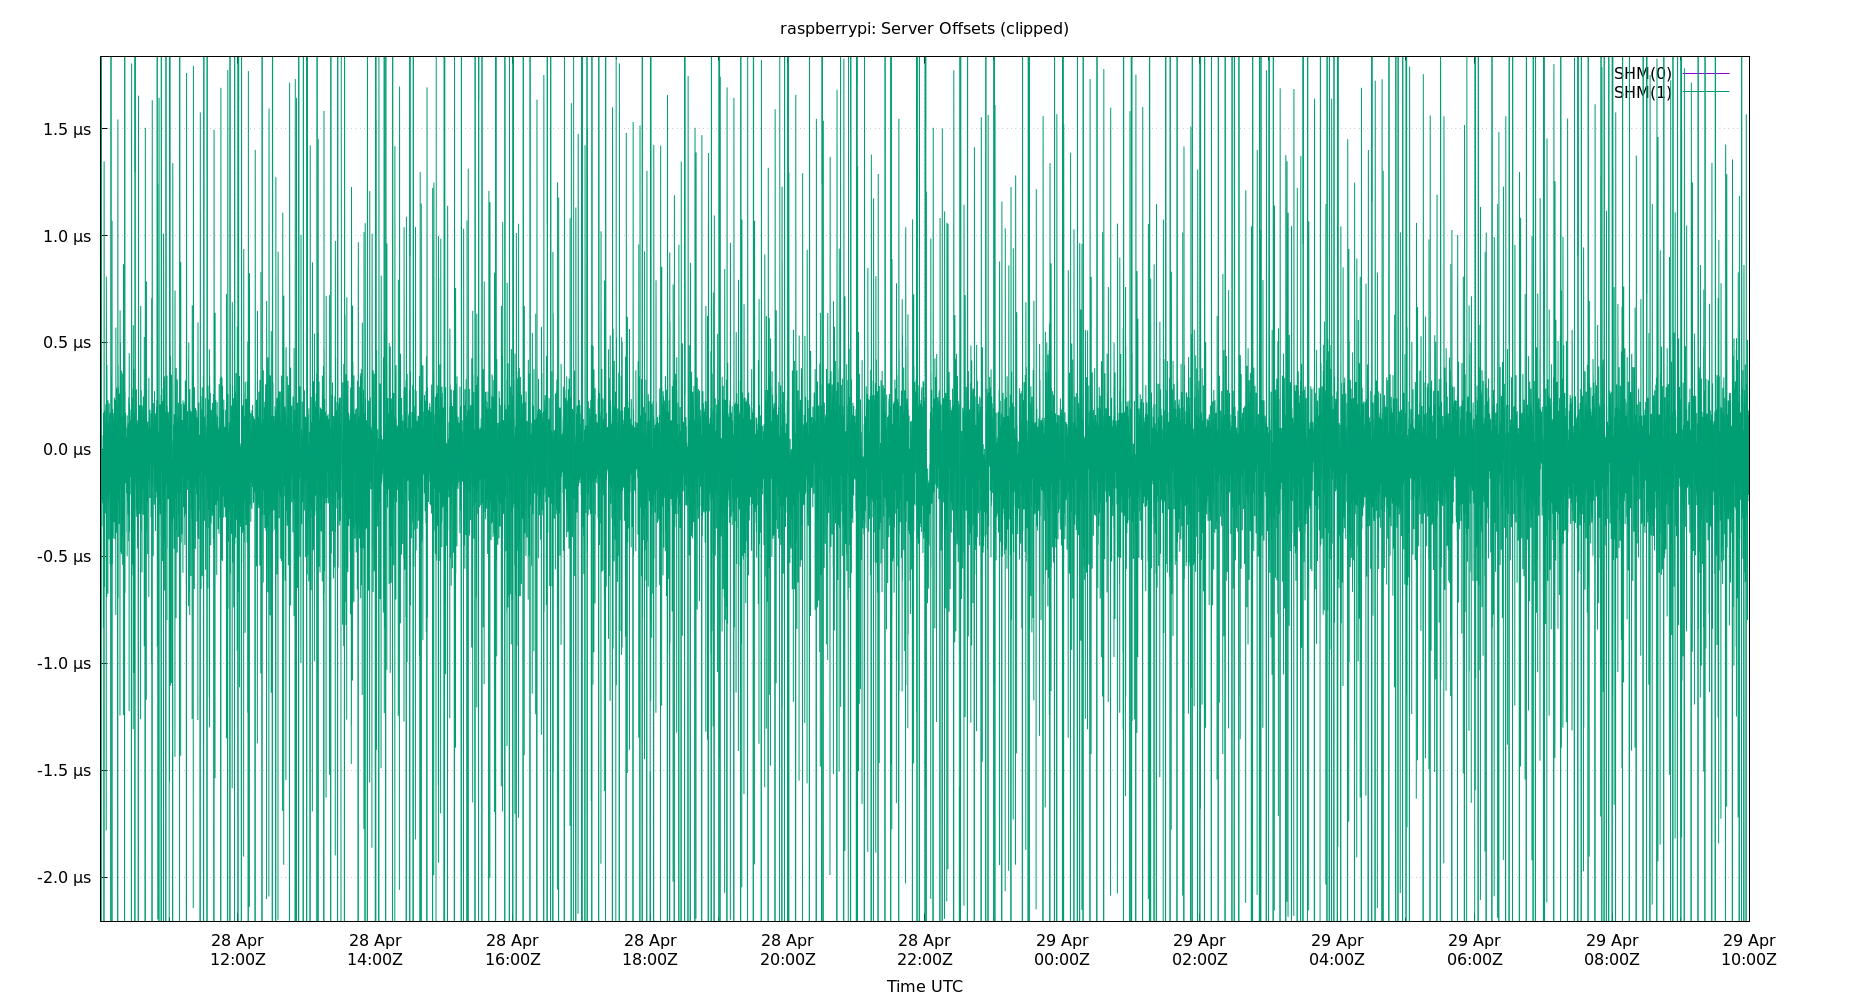 raspberrypi: Server Offsets (clipped)
SHM(0)
SHM(1)
1.5 µs
1.0 µs
0.5 µs
0.0 µs
-0.5 µs
-1.0 µs
-1.5 µs
-2.0 µs
28 Apr 28 Apr 28 Apr 28 Apr 28 Apr 28 Apr 29 Apr 29 Apr 29 Apr 29 Apr 29 Apr 29 Apr
12:00Z 14:00Z 16:00Z 18:00Z 20:00Z 22:00Z 00:00Z 02:00Z 04:00Z 06:00Z 08:00Z 10:00Z
Time UTC